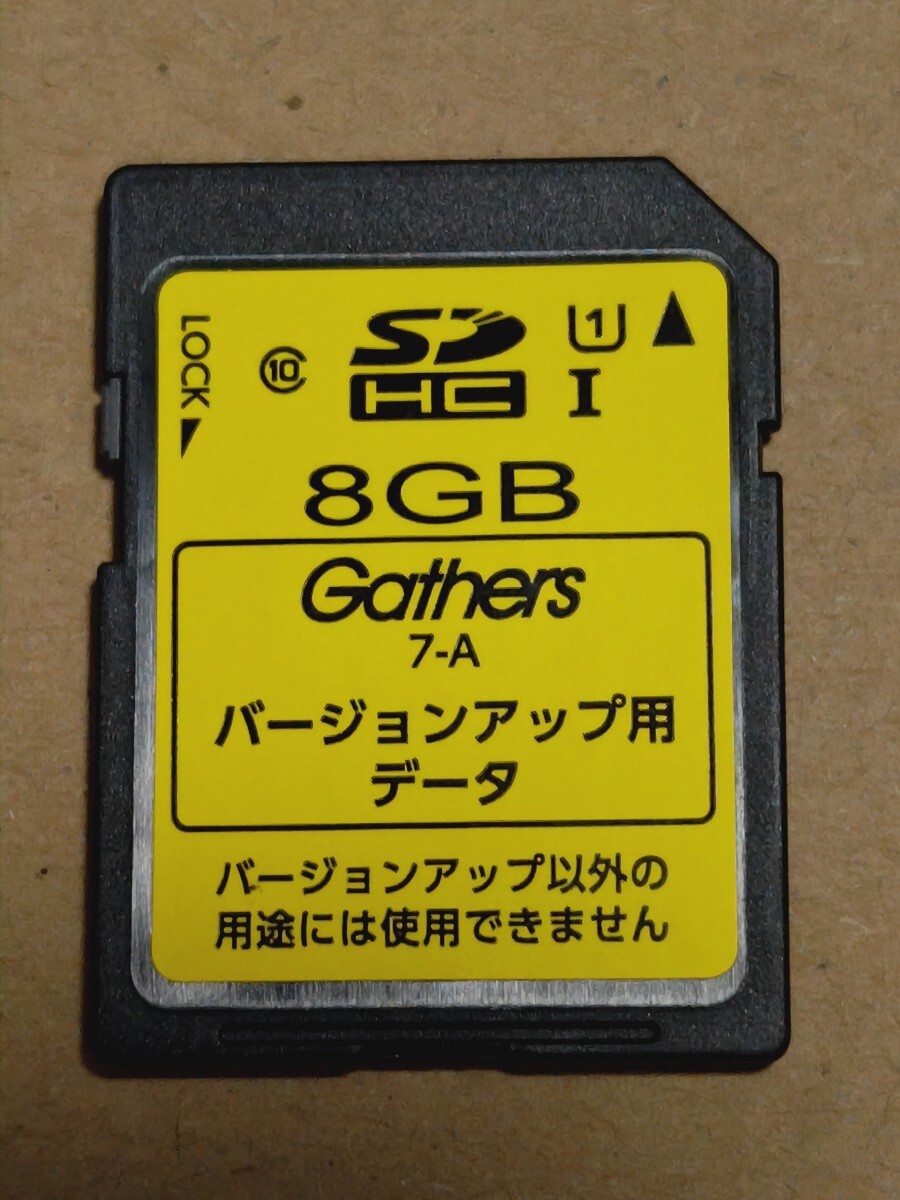 LOCK
10
SD
HC
1
I
8GB
Gathers
7-A
バージョンアップ用
データ
バージョンアップ以外の
用途には使用できません